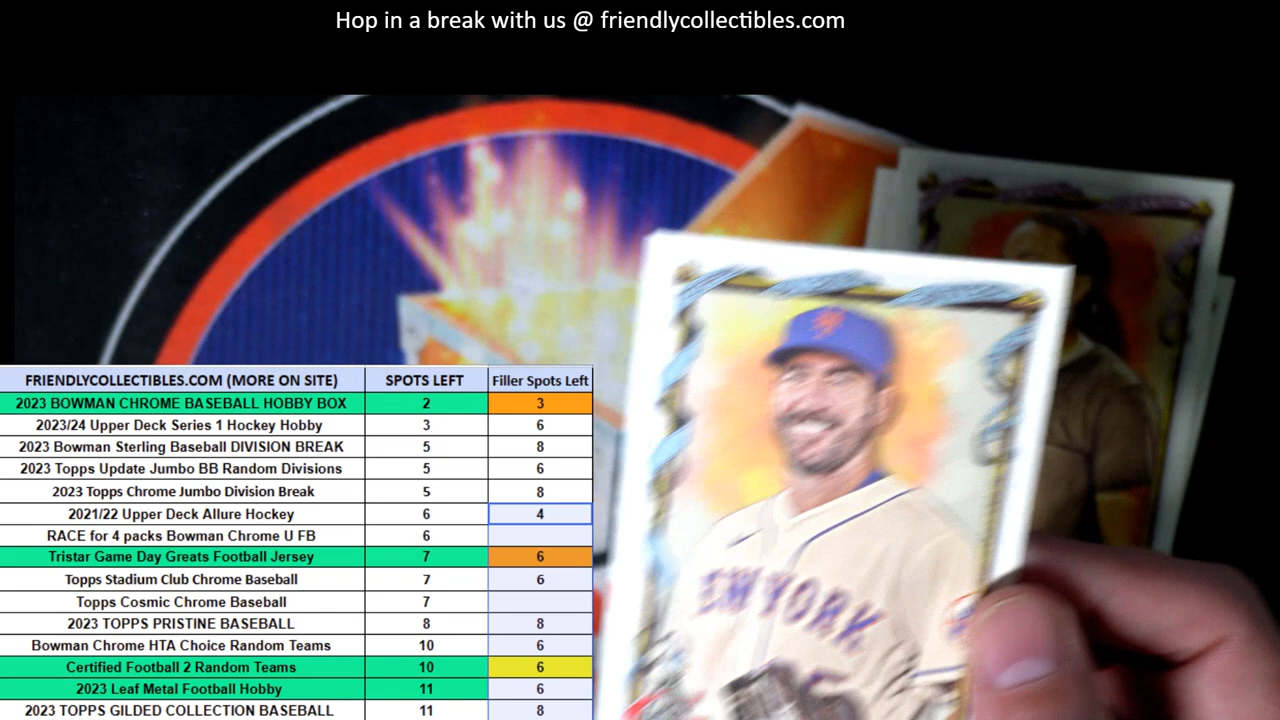 Hop in a break with us @ friendlycollectibles.com
FRIENDLYCOLLECTIBLES.COM (MORE ON SITE) SPOTS LEFT Filler Spots Left
2023 BOWMAN CHROME BASEBALL HOBBY BOX 2 3
2023/24 Upper Deck Series 1 Hockey Hobby 3 6
2023 Bowman Sterling Baseball DIVISION BREAK 5 8
2023 Topps Update Jumbo BB Random Divisions 5 6
2023 Topps Chrome Jumbo Division Break 5 8
2021/22 Upper Deck Allure Hockey 6 4
RACE for 4 packs Bowman Chrome U FB 6
Tristar Game Day Greats Football Jersey 7 6
Topps Stadium Club Chrome Baseball 7 6
Topps Cosmic Chrome Baseball 7
2023 TOPPS PRISTINE BASEBALL 8 8
Bowman Chrome HTA Choice Random Teams 10 6
Certified Football 2 Random Teams 10 6
2023 Leaf Metal Football Hobby 11 6
2023 TOPPS GILDED COLLECTION BASEBALL 11 8
EW YORK